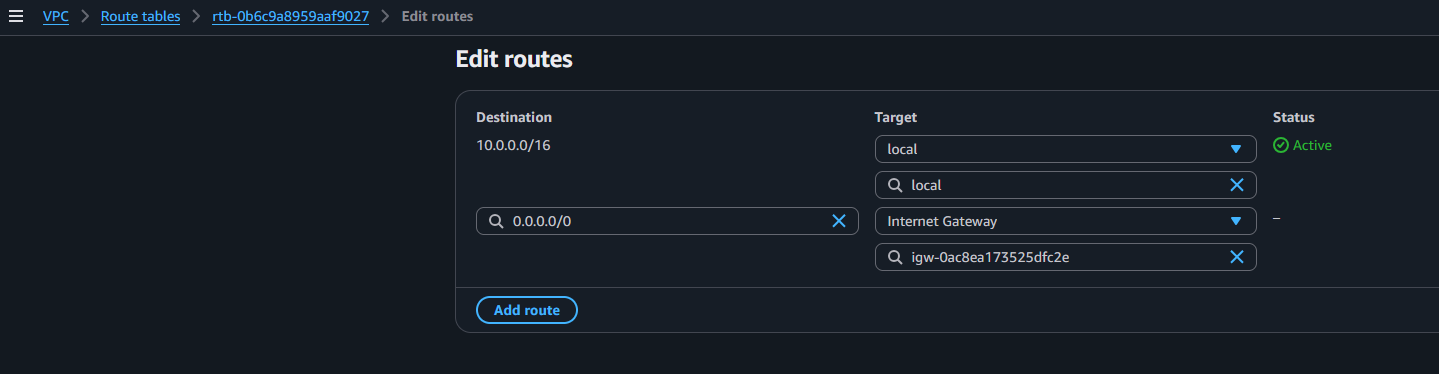 VPC > Route tables > rtb-0b6c9a8959aaf9027 > Edit routes
Edit routes
Destination Target Status
10.0.0.0/16 local Active
local
0.0.0.0/0 Internet Gateway –
igw-0ac8ea173525dfc2e
Add route